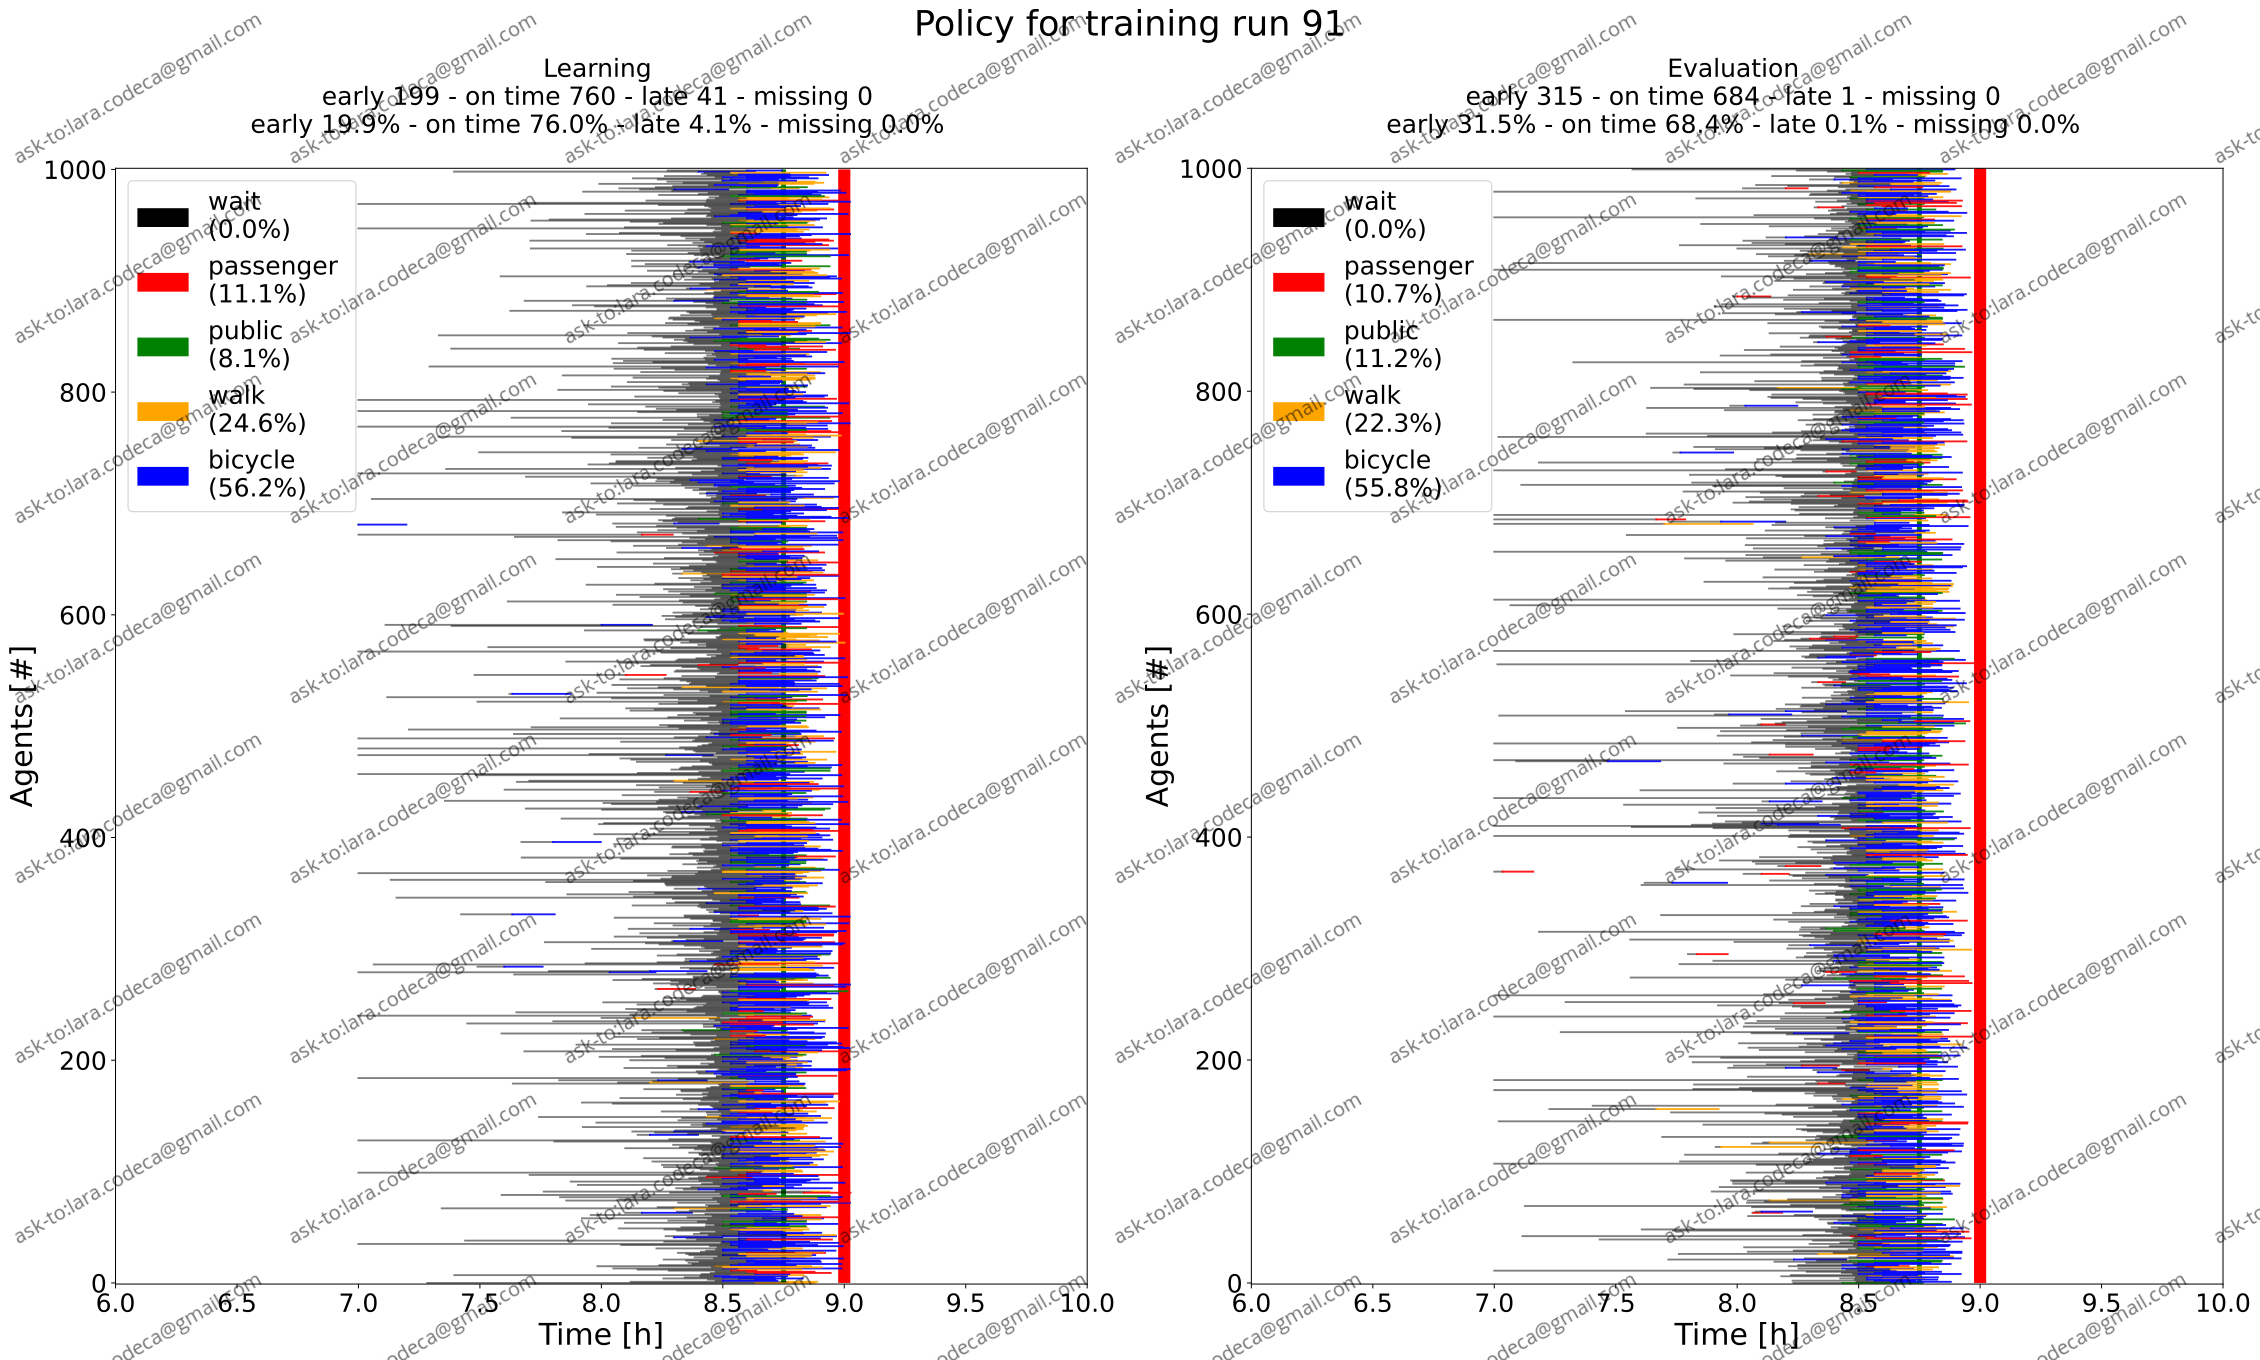 Policy for training run 91
Learning
early 199 - on time 760 - late 41 - missing 0
early 19.9% - on time 76.0% - late 4.1% - missing 0.0%
1000
800
600
400
200
0
Agents [#]
wait
(0.0%)
passenger
(11.1%)
public
(8.1%)
walk
(24.6%)
bicycle
(56.2%)
6.0 6.5 7.0 7.5 8.0 8.5 9.0 9.5 10.0
Time [h]
Evaluation
early 315 - on time 684 - late 1 - missing 0
early 31.5% - on time 68.4% - late 0.1% - missing 0.0%
1000
800
600
400
200
0
Agents [#]
wait
(0.0%)
passenger
(10.7%)
public
(11.2%)
walk
(22.3%)
bicycle
(55.8%)
6.0 6.5 7.0 7.5 8.0 8.5 9.0 9.5 10.0
Time [h]
ask-to:lara.codeca@gmail.com